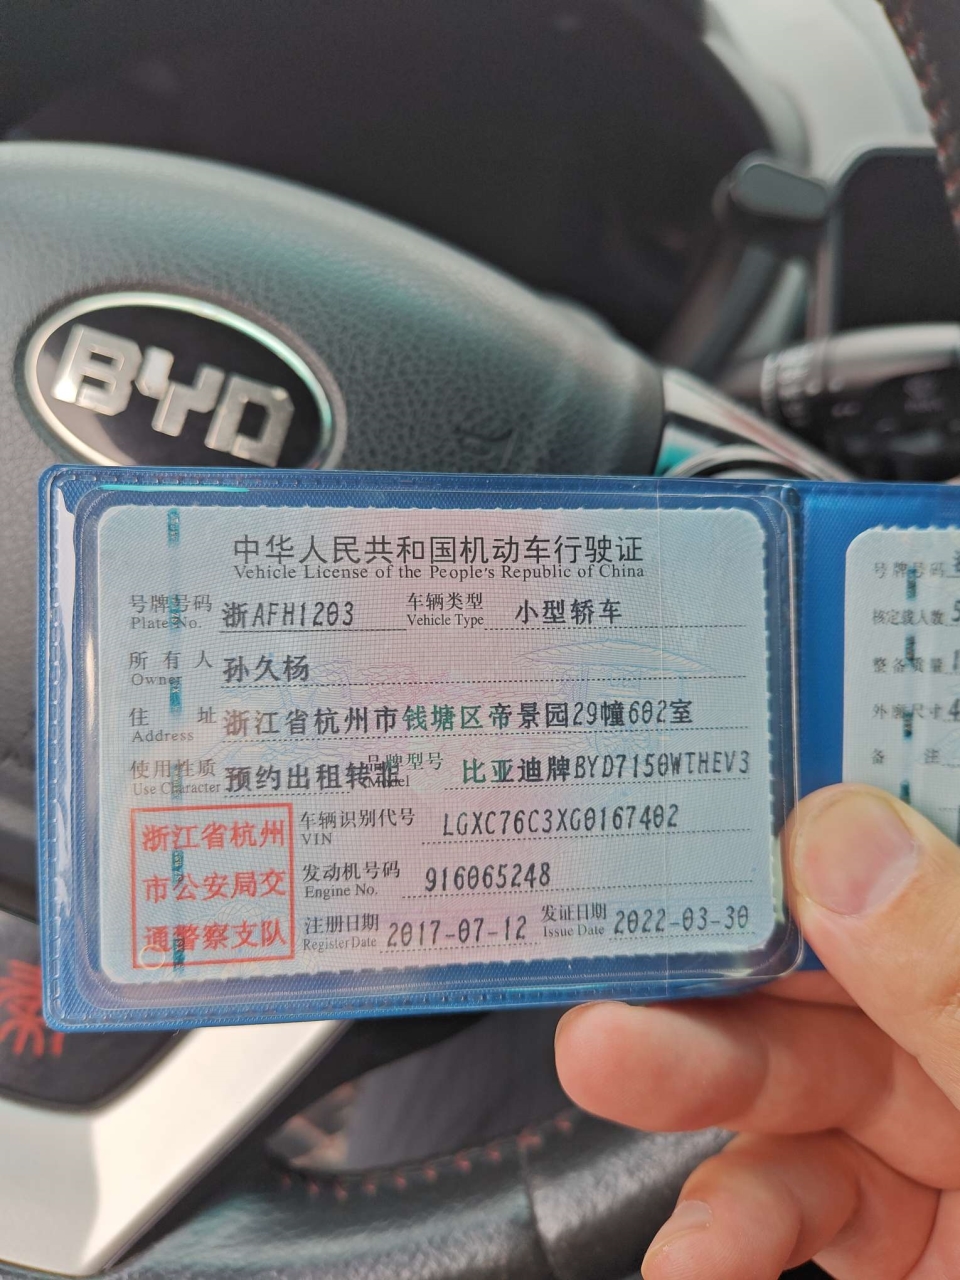 BYD
中华人民共和国机动车行驶证
Vehicle License of the People's Republic of China
号牌号码 浙AFH1203 车辆类型 小型轿车
Plate No. Vehicle Type
所有人 孙久杨
Owner
住址 浙江省杭州市钱塘区帝景园29幢602室
Address
使用性质 预约出租转非 品牌型号 比亚迪牌BYD7150WTHEV3
Use Character Model
浙江省杭州
市公安局交
通警察支队
车辆识别代号 LGXC76C3XG0167402
VIN
发动机号码 916065248
Engine No.
注册日期 2017-07-12 发证日期 2022-03-30
Register Date Issue Date
号牌号码
核定载人数 5
整备质量 1
外廓尺寸 4
备注